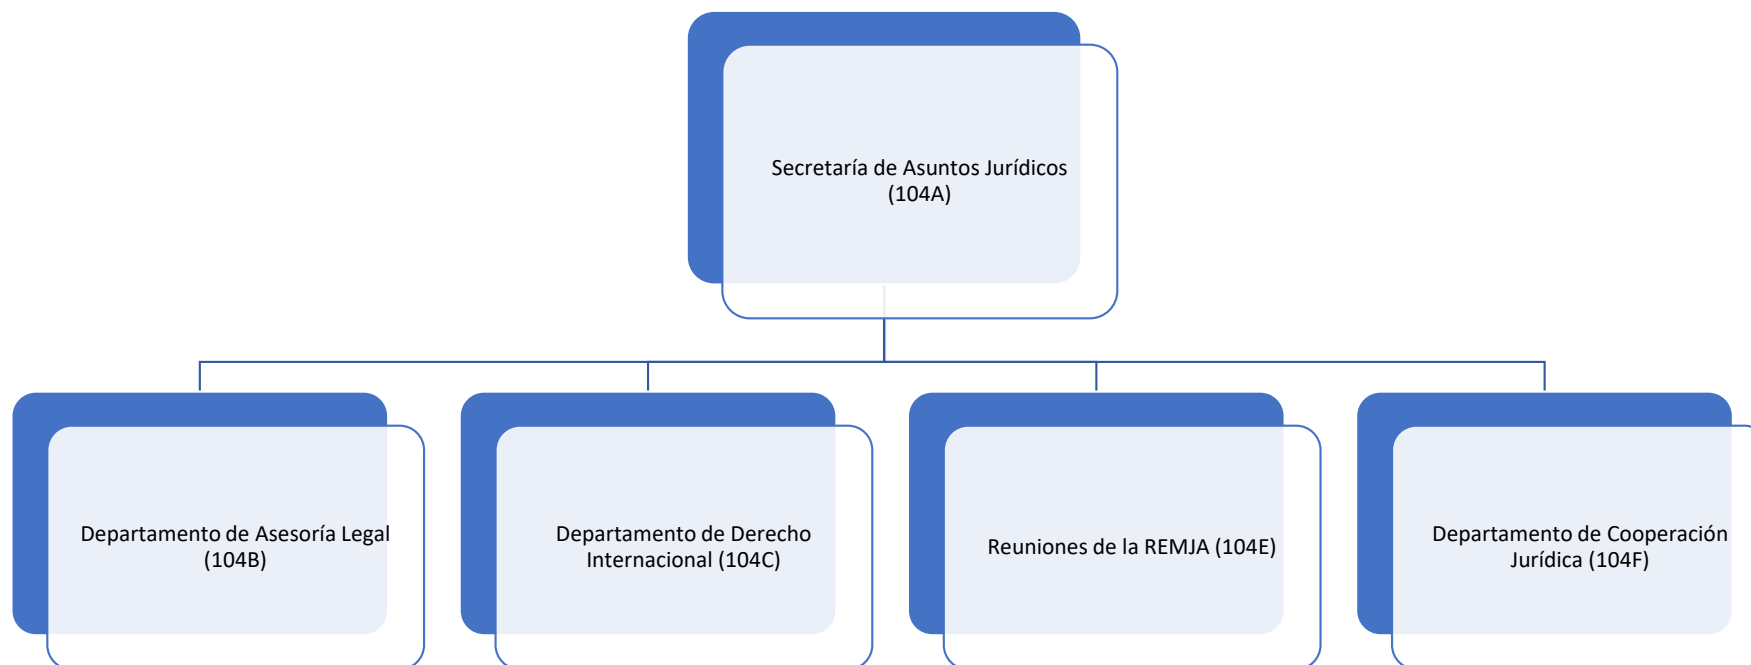 Secretaría de Asuntos Jurídicos
(104A)
Departamento de Asesoría Legal
(104B)
Departamento de Derecho
Internacional (104C)
Reuniones de la REMJA (104E)
Departamento de Cooperación
Jurídica (104F)